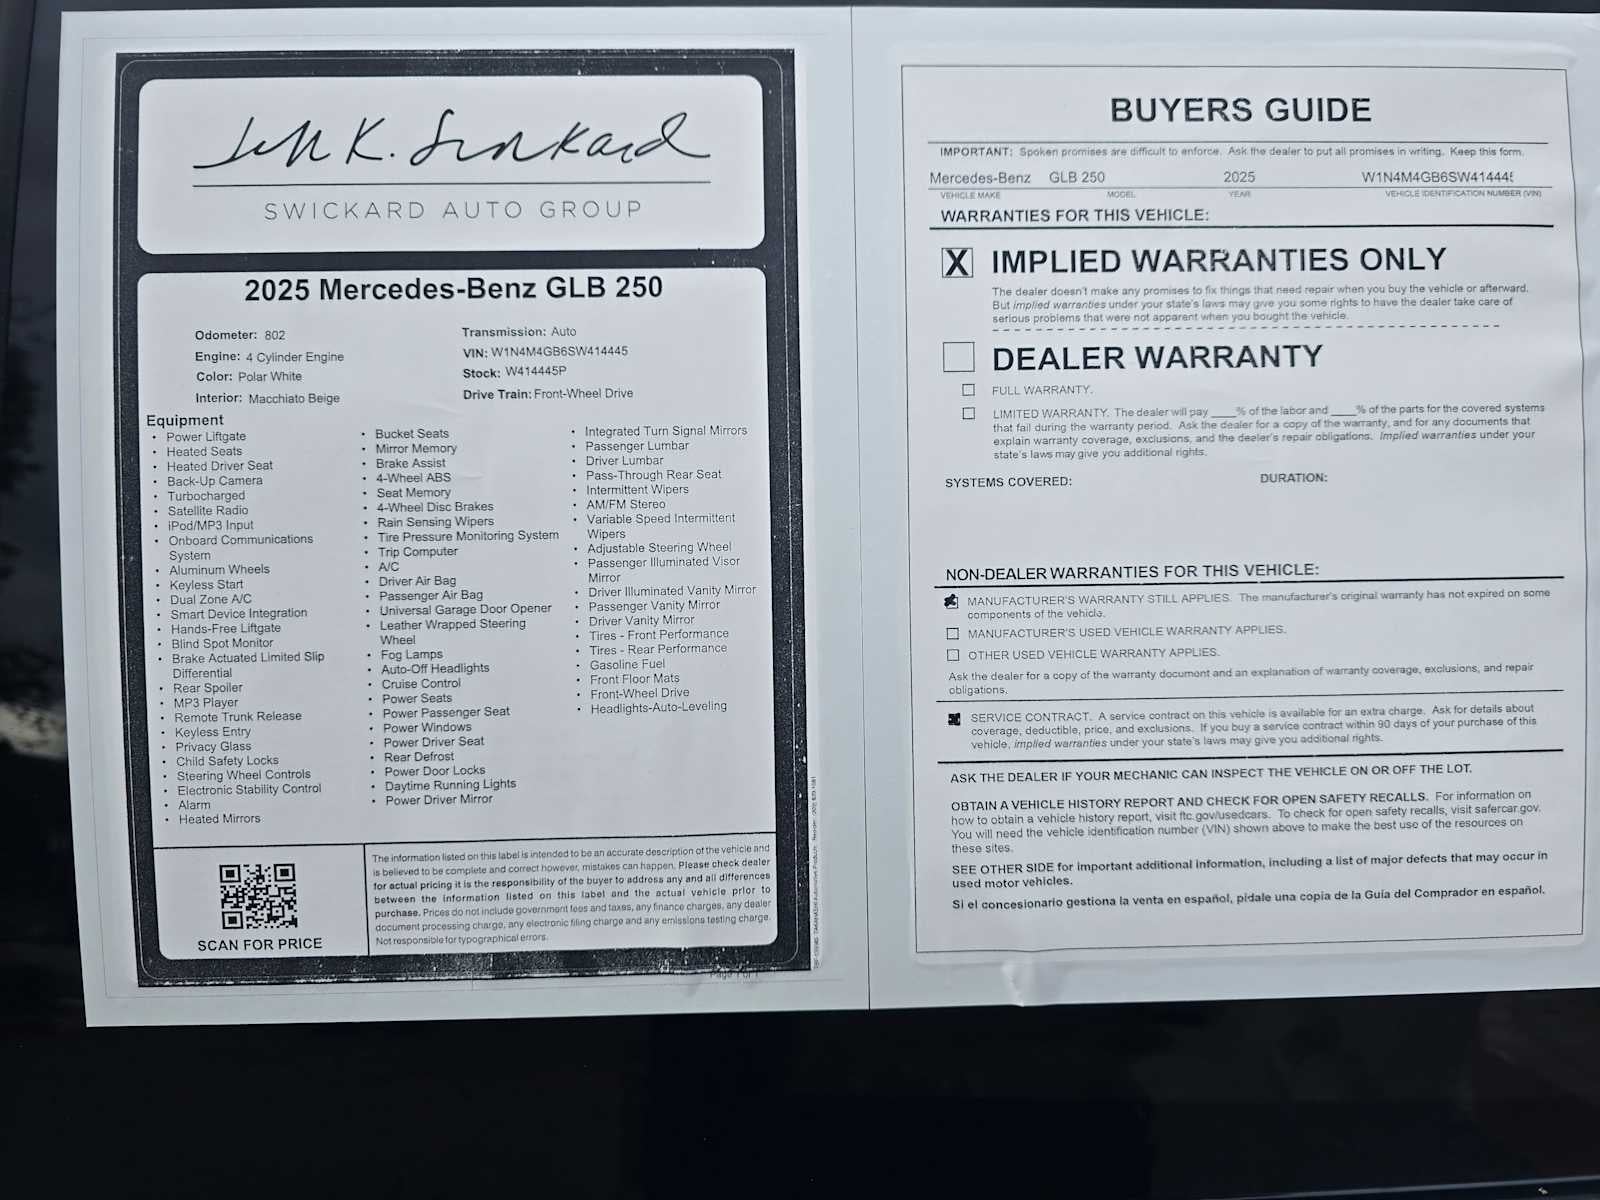 Jeff K. Swickard
SWICKARD AUTO GROUP
2025 Mercedes-Benz GLB 250
Odometer: 802
Engine: 4 Cylinder Engine
Color: Polar White
Interior: Macchiato Beige
Transmission: Auto
VIN: W1N4M4GB6SW414445
Stock: W414445P
Drive Train: Front-Wheel Drive
Equipment
• Power Liftgate
• Heated Seats
• Heated Driver Seat
• Back-Up Camera
• Turbocharged
• Satellite Radio
• iPod/MP3 Input
• Onboard Communications
System
• Aluminum Wheels
• Keyless Start
• Dual Zone A/C
• Smart Device Integration
• Hands-Free Liftgate
• Blind Spot Monitor
• Brake Actuated Limited Slip
Differential
• Rear Spoiler
• MP3 Player
• Remote Trunk Release
• Keyless Entry
• Privacy Glass
• Child Safety Locks
• Steering Wheel Controls
• Electronic Stability Control
• Alarm
• Heated Mirrors
• Bucket Seats
• Mirror Memory
• Brake Assist
• 4-Wheel ABS
• Seat Memory
• 4-Wheel Disc Brakes
• Rain Sensing Wipers
• Tire Pressure Monitoring System
• Trip Computer
• A/C
• Driver Air Bag
• Passenger Air Bag
• Universal Garage Door Opener
• Leather Wrapped Steering
Wheel
• Fog Lamps
• Auto-Off Headlights
• Cruise Control
• Power Seats
• Power Passenger Seat
• Power Windows
• Power Driver Seat
• Rear Defrost
• Power Door Locks
• Daytime Running Lights
• Power Driver Mirror
• Integrated Turn Signal Mirrors
• Passenger Lumbar
• Driver Lumbar
• Pass-Through Rear Seat
• Intermittent Wipers
• AM/FM Stereo
• Variable Speed Intermittent
Wipers
• Adjustable Steering Wheel
• Passenger Illuminated Visor
Mirror
• Driver Illuminated Vanity Mirror
• Passenger Vanity Mirror
• Driver Vanity Mirror
• Tires - Front Performance
• Tires - Rear Performance
• Gasoline Fuel
• Front Floor Mats
• Front-Wheel Drive
• Headlights-Auto-Leveling
SCAN FOR PRICE
The information listed on this label is intended to be an accurate description of the vehicle and
is believed to be complete and correct however, mistakes can happen. Please check dealer
for actual pricing it is the responsibility of the buyer to address any and all differences
between the information listed on this label and the actual vehicle prior to
purchase. Prices do not include government fees and taxes, any finance charges, any dealer
document processing charge, any electronic filing charge and any emissions testing charge.
Not responsible for typographical errors.
Page 1 of 1
BUYERS GUIDE
IMPORTANT: Spoken promises are difficult to enforce. Ask the dealer to put all promises in writing. Keep this form.
Mercedes-Benz GLB 250 2025 W1N4M4GB6SW414445
VEHICLE MAKE MODEL YEAR VEHICLE IDENTIFICATION NUMBER (VIN)
WARRANTIES FOR THIS VEHICLE:
X IMPLIED WARRANTIES ONLY
The dealer doesn't make any promises to fix things that need repair when you buy the vehicle or afterward.
But implied warranties under your state's laws may give you some rights to have the dealer take care of
serious problems that were not apparent when you bought the vehicle.
DEALER WARRANTY
FULL WARRANTY.
LIMITED WARRANTY. The dealer will pay ____% of the labor and ____% of the parts for the covered systems
that fail during the warranty period. Ask the dealer for a copy of the warranty, and for any documents that
explain warranty coverage, exclusions, and the dealer's repair obligations. Implied warranties under your
state's laws may give you additional rights.
SYSTEMS COVERED: DURATION:
NON-DEALER WARRANTIES FOR THIS VEHICLE:
MANUFACTURER'S WARRANTY STILL APPLIES. The manufacturer's original warranty has not expired on some
components of the vehicle.
MANUFACTURER'S USED VEHICLE WARRANTY APPLIES.
OTHER USED VEHICLE WARRANTY APPLIES.
Ask the dealer for a copy of the warranty document and an explanation of warranty coverage, exclusions, and repair
obligations.
SERVICE CONTRACT. A service contract on this vehicle is available for an extra charge. Ask for details about
coverage, deductible, price, and exclusions. If you buy a service contract within 90 days of your purchase of this
vehicle, implied warranties under your state's laws may give you additional rights.
ASK THE DEALER IF YOUR MECHANIC CAN INSPECT THE VEHICLE ON OR OFF THE LOT.
OBTAIN A VEHICLE HISTORY REPORT AND CHECK FOR OPEN SAFETY RECALLS. For information on
how to obtain a vehicle history report, visit ftc.gov/usedcars. To check for open safety recalls, visit safercar.gov.
You will need the vehicle identification number (VIN) shown above to make the best use of the resources on
these sites.
SEE OTHER SIDE for important additional information, including a list of major defects that may occur in
used motor vehicles.
Si el concesionario gestiona la venta en español, pídale una copia de la Guía del Comprador en español.